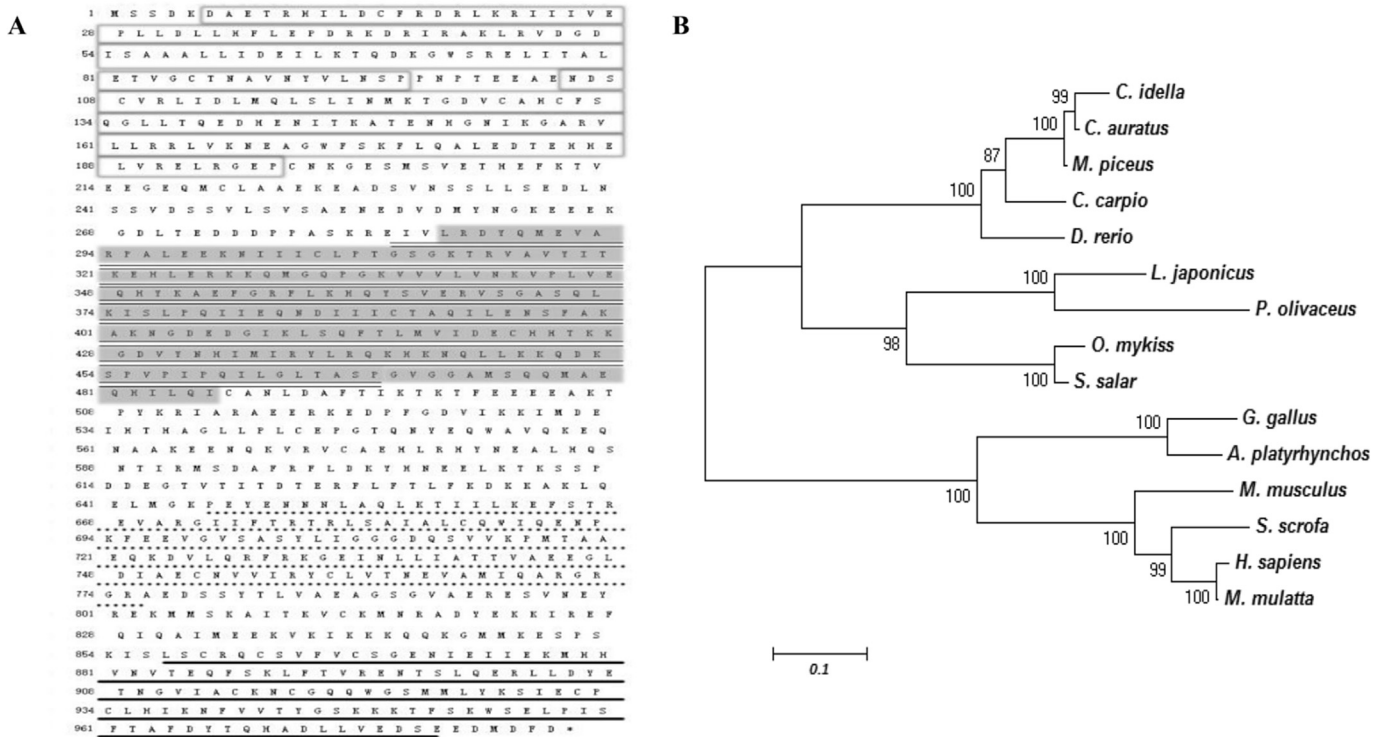 A
1 M S S D K D A E T R H I L D C F R D R L K R I I I V E
28 P L L D L L H F L E P D R K D R I R A K L R V D G D
54 I S A A A L L I D E I L K T Q D K G W S R E L I T A L
81 E T V G C T N A V N Y V L N S P P N P T E E A E N D S
108 C V R L I D L M Q L S L I N M K T G D V C A H C F S
134 Q G L L T Q E D H E N I T K A T E N H G N I K G A R V
161 L L R R L V K N E A G W F S K F L Q A L E D T E H H E
188 L V R E L R G E P C N K G E S M S V E T H E F K T V
214 E E G E Q M C L A A E K E A D S V N S S L L S E D L N
241 S S V D S S V L S V S A E N E D V D M Y N G K E E E K
268 G D L T E D D D P P A S K R E I V L R D Y Q M E V A
294 R P A L E E K N I I I C L P T G S G K T R V A V Y I T
321 K E H L E R K K Q M G Q P G K V V V L V N K V P L V E
348 Q H Y K A E F G R F L K H Q Y S V E R V S G A S Q L
374 K I S L P Q I I E Q N D I I I C T A Q I L E N S F A K
401 A K N G D E D G I K L S Q F T L M V I D E C H H T K K
428 G D V Y N H I M I R Y L R Q K H K N Q L L K K Q D K
454 S P V P I P Q I L G L T A S P G V G G A M S Q Q M A E
481 Q H I L Q I C A N L D A F T I K T K T F E E E E A K T
508 P Y K R I A R A E E R K E D P F G D V I K K I M D E
534 I H T H A G L L P L C E P G T Q N Y E Q W A V Q K E Q
561 N A A K E E N Q K V R V C A E H L R H Y N E A L H Q S
588 N T I R M S D A F R F L D K Y H N E E L K T K S S P
614 D D E G T V T I T D T E R F L F T L F K D K K A K L Q
641 E L M G K P E Y E N N N L A Q L K T I I L K E F S T R
668 E V A R G I I F T R T R L S A I A L C Q W I Q E N P
694 K F E E V G V S A S Y L I G G G D Q S V V K P M T A A
721 E Q K D V L Q R F R K G E I N L L I A T T V A E E G L
748 D I A E C N V V I R Y C L V T N E V A M I Q A R G R
774 G R A E D S S Y T L V A E A G S G V A E R E S V N E Y
801 R E K M M S K A I T K V C K M N R A D Y E K K I R E F
828 Q I Q A I M E E K V K I K K K Q Q K G M M K E S P S
854 K I S L S C R Q C S V F V C S G E N I E I I E K M H H
881 V N V T E Q F S K L F T V R E N T S L Q E R L L D Y E
908 T N G V I A C K N C G Q Q W G S M M L Y K S I E C P
934 C L H I K N F V V T Y G S K K K T F S K W S E L P I S
961 F T A F D Y T Q H A D L L V E D S E E D M D F D *
B
C. idella
99
C. auratus
100
M. piceus
87
C. carpio
100
D. rerio
L. japonicus
100
P. olivaceus
98
O. mykiss
100
S. salar
G. gallus
100
A. platyrhynchos
100
M. musculus
100
S. scrofa
99
H. sapiens
100
M. mulatta
0.1